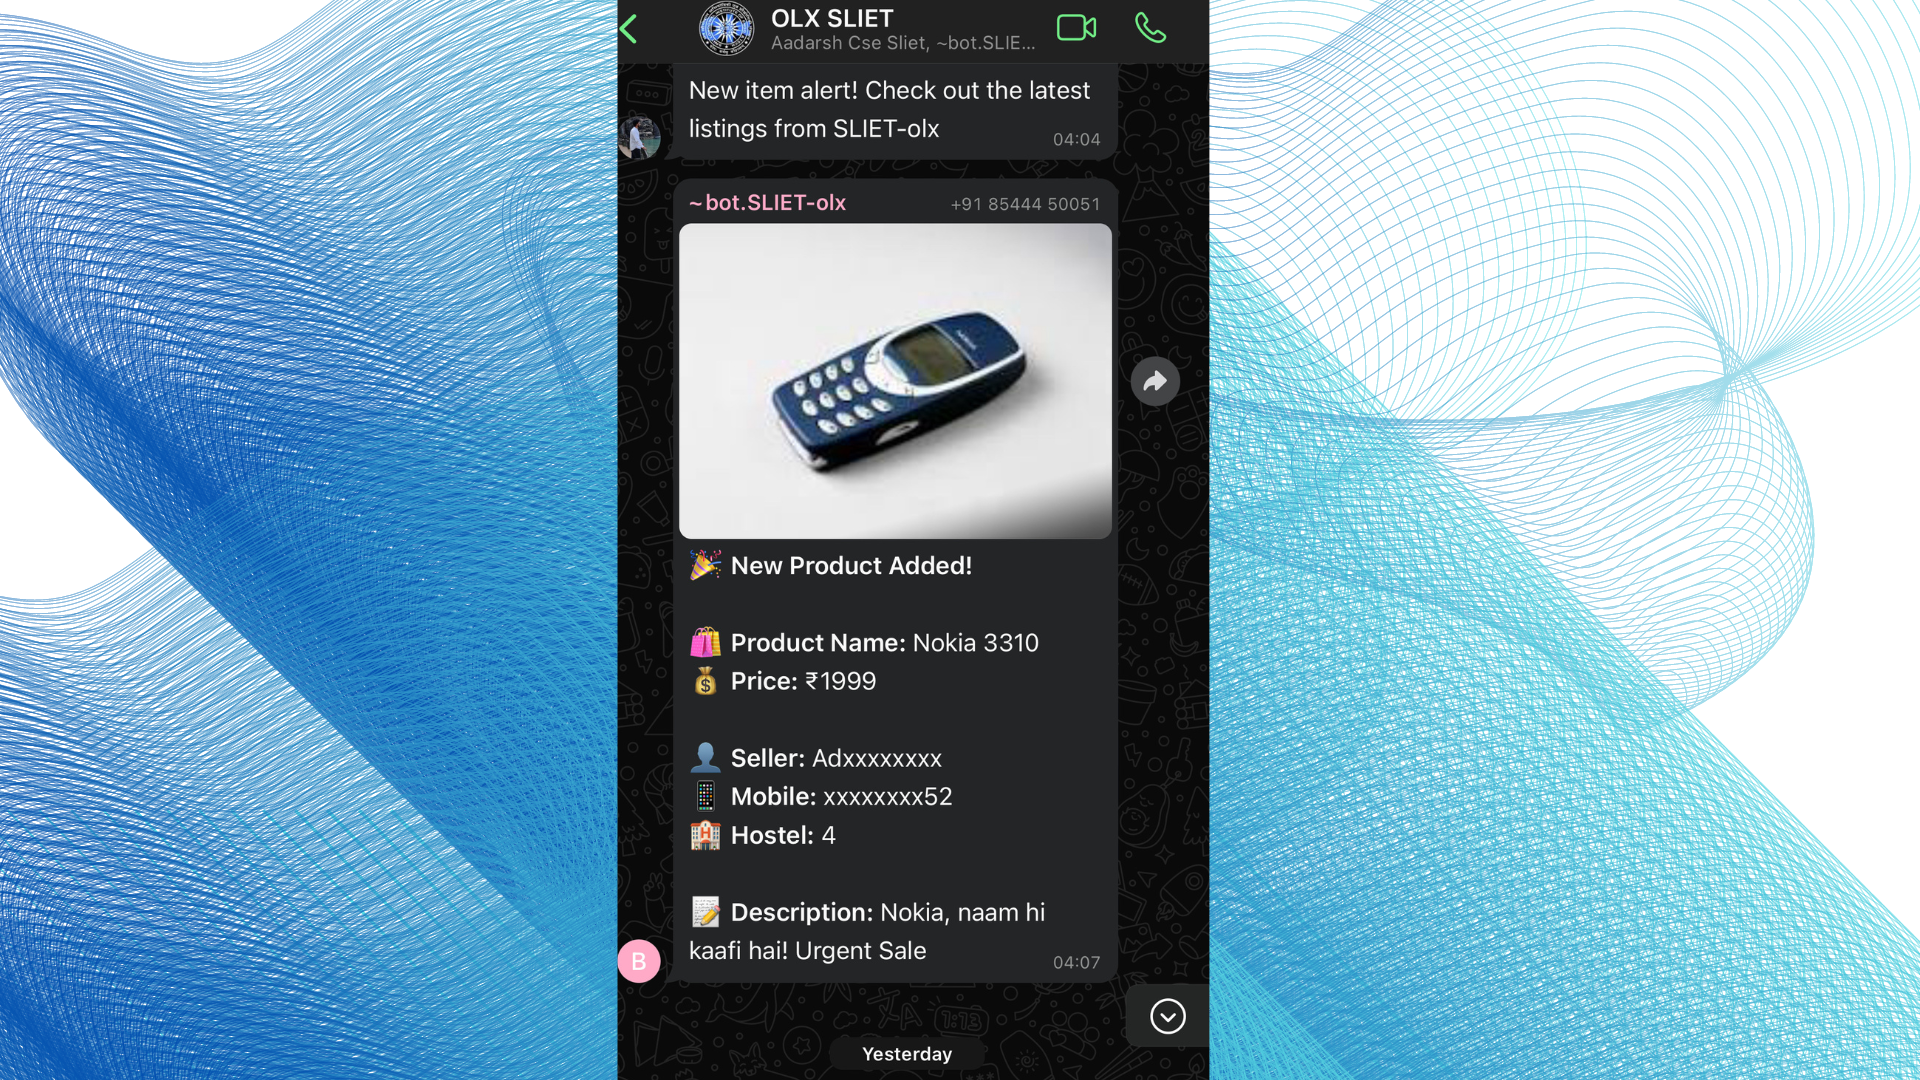 OLX SLIET
Aadarsh Cse Sliet, ~bot.SLIE...
New item alert! Check out the latest
listings from SLIET-olx
04:04
~bot.SLIET-olx +91 85444 50051
New Product Added!
Product Name: Nokia 3310
Price: ₹1999
Seller: Adxxxxxxxx
Mobile: xxxxxxxx52
Hostel: 4
Description: Nokia, naam hi
kaafi hai! Urgent Sale
04:07
B
Yesterday